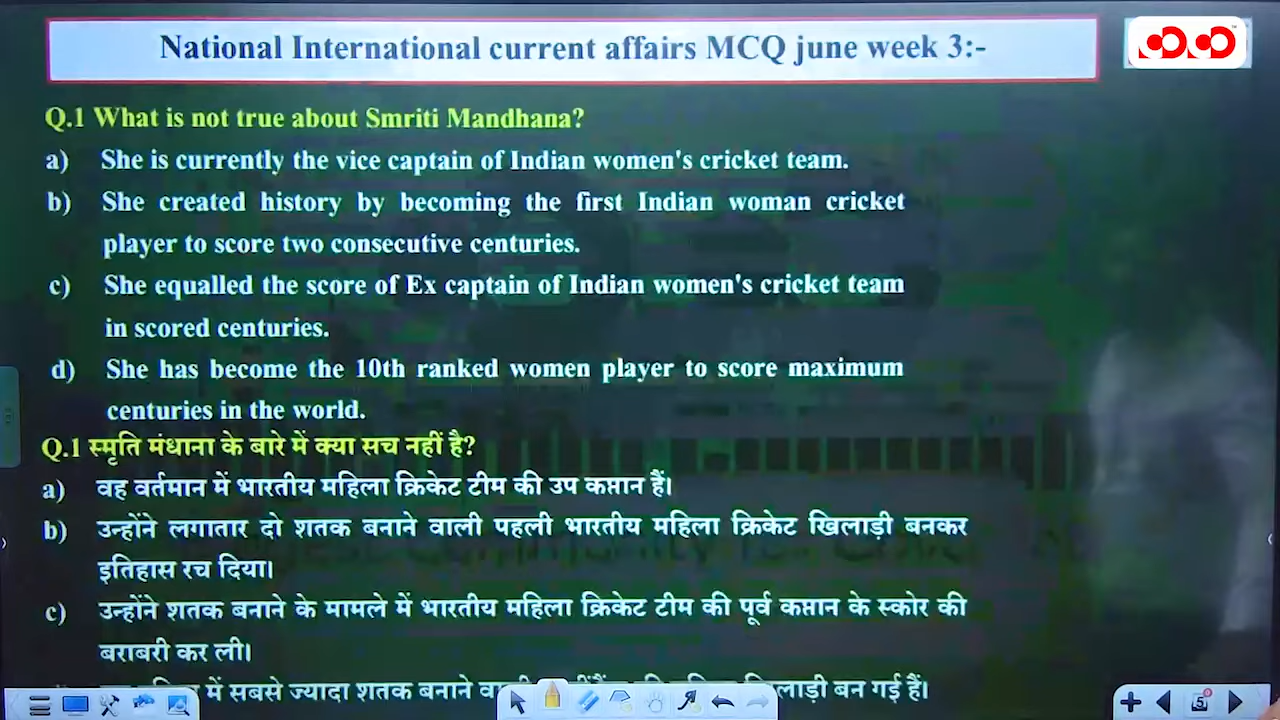 National International current affairs MCQ june week 3:-
Q.1 What is not true about Smriti Mandhana?
a) She is currently the vice captain of Indian women's cricket team.
b) She created history by becoming the first Indian woman cricket
player to score two consecutive centuries.
c) She equalled the score of Ex captain of Indian women's cricket team
in scored centuries.
d) She has become the 10th ranked women player to score maximum
centuries in the world.
Q.1 स्मृति मंधाना के बारे में क्या सच नहीं है?
a) वह वर्तमान में भारतीय महिला क्रिकेट टीम की उप कप्तान हैं।
b) उन्होंने लगातार दो शतक बनाने वाली पहली भारतीय महिला क्रिकेट खिलाड़ी बनकर
इतिहास रच दिया।
c) उन्होंने शतक बनाने के मामले में भारतीय महिला क्रिकेट टीम की पूर्व कप्तान के स्कोर की
बराबरी कर ली।
में सबसे ज्यादा शतक बनाने बन गई हैं।
5